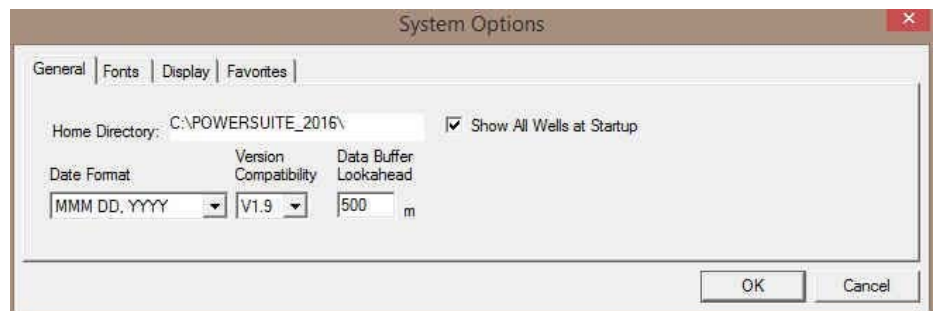 System Options
General Fonts Display Favorites
Home Directory: C:\POWERSUITE_2016\ Show All Wells at Startup
Date Format Version Compatibility Data Buffer Lookahead
MMM DD, YYYY V1.9 500 m
OK Cancel